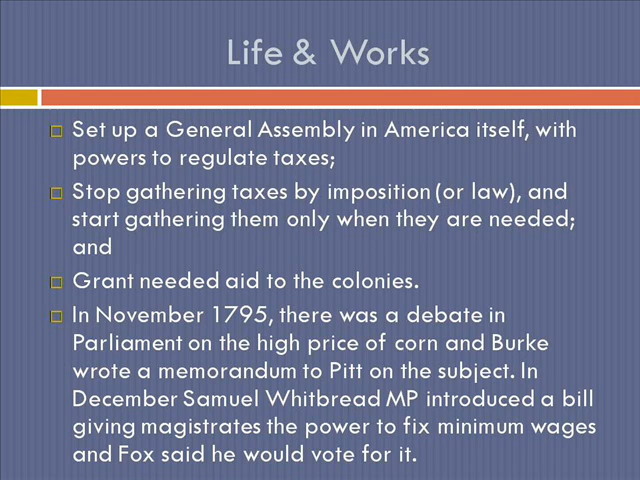 Life & Works
Set up a General Assembly in America itself, with
powers to regulate taxes;
Stop gathering taxes by imposition (or law), and
start gathering them only when they are needed;
and
Grant needed aid to the colonies.
In November 1795, there was a debate in
Parliament on the high price of corn and Burke
wrote a memorandum to Pitt on the subject. In
December Samuel Whitbread MP introduced a bill
giving magistrates the power to fix minimum wages
and Fox said he would vote for it.